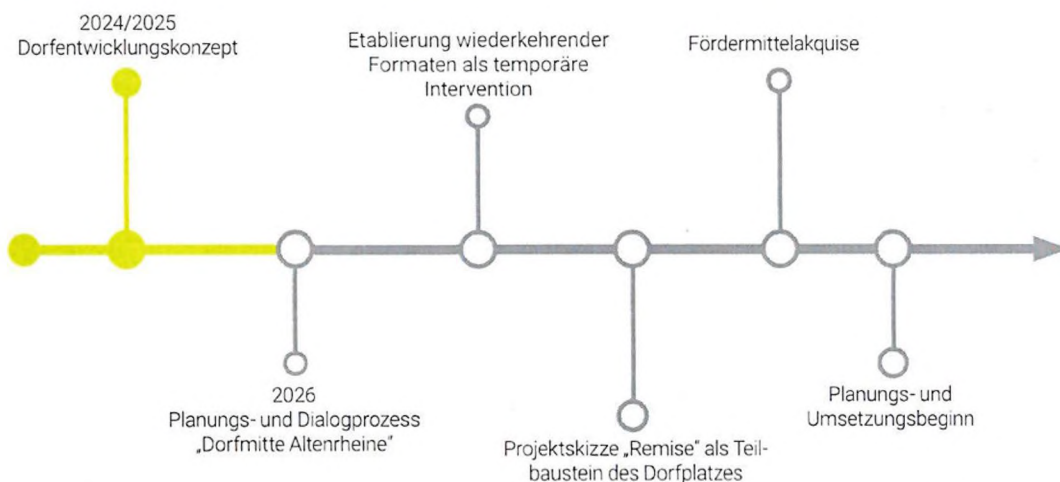 2024/2025
Dorfentwicklungskonzept
Etablierung wiederkehrender
Formaten als temporäre
Intervention
Fördermittelakquise
2026
Planungs- und Dialogprozess
„Dorfmitte Altenrheine“
Projektskizze „Remise“ als Teil-
baustein des Dorfplatzes
Planungs- und
Umsetzungsbeginn